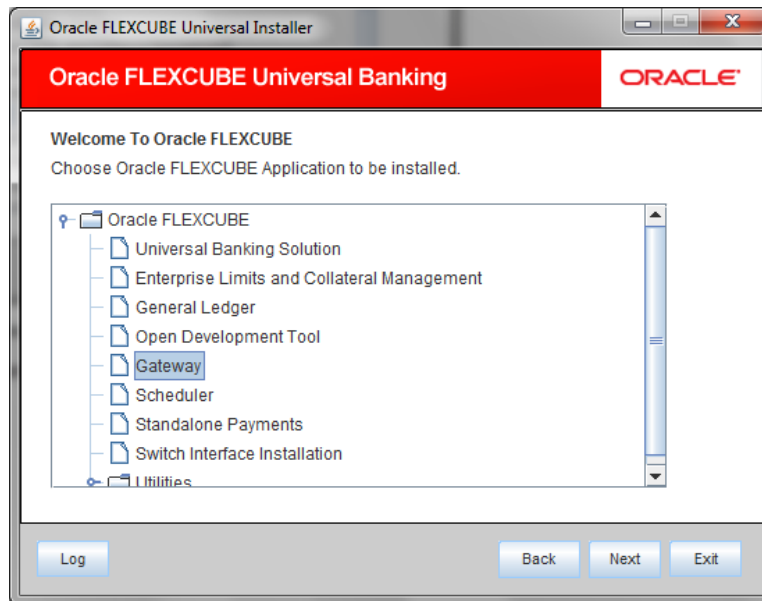 Oracle FLEXCUBE Universal Installer
Oracle FLEXCUBE Universal Banking
ORACLE
Welcome To Oracle FLEXCUBE
Choose Oracle FLEXCUBE Application to be installed.
Oracle FLEXCUBE
Universal Banking Solution
Enterprise Limits and Collateral Management
General Ledger
Open Development Tool
Gateway
Scheduler
Standalone Payments
Switch Interface Installation
Utilities
Log
Back
Next
Exit